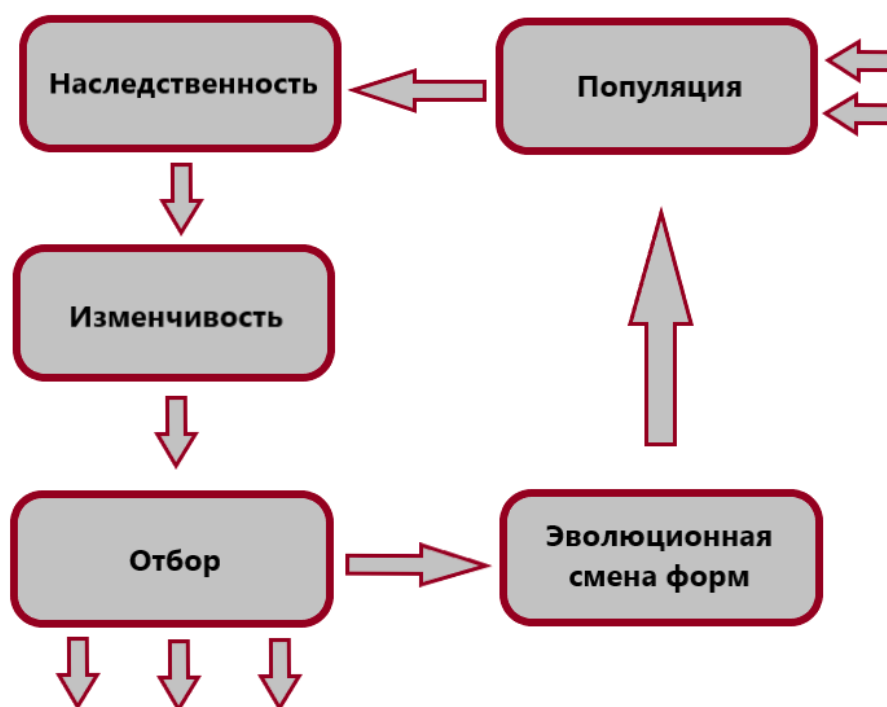 Наследственность
Популяция
Изменчивость
Отбор
Эволюционная
смена форм